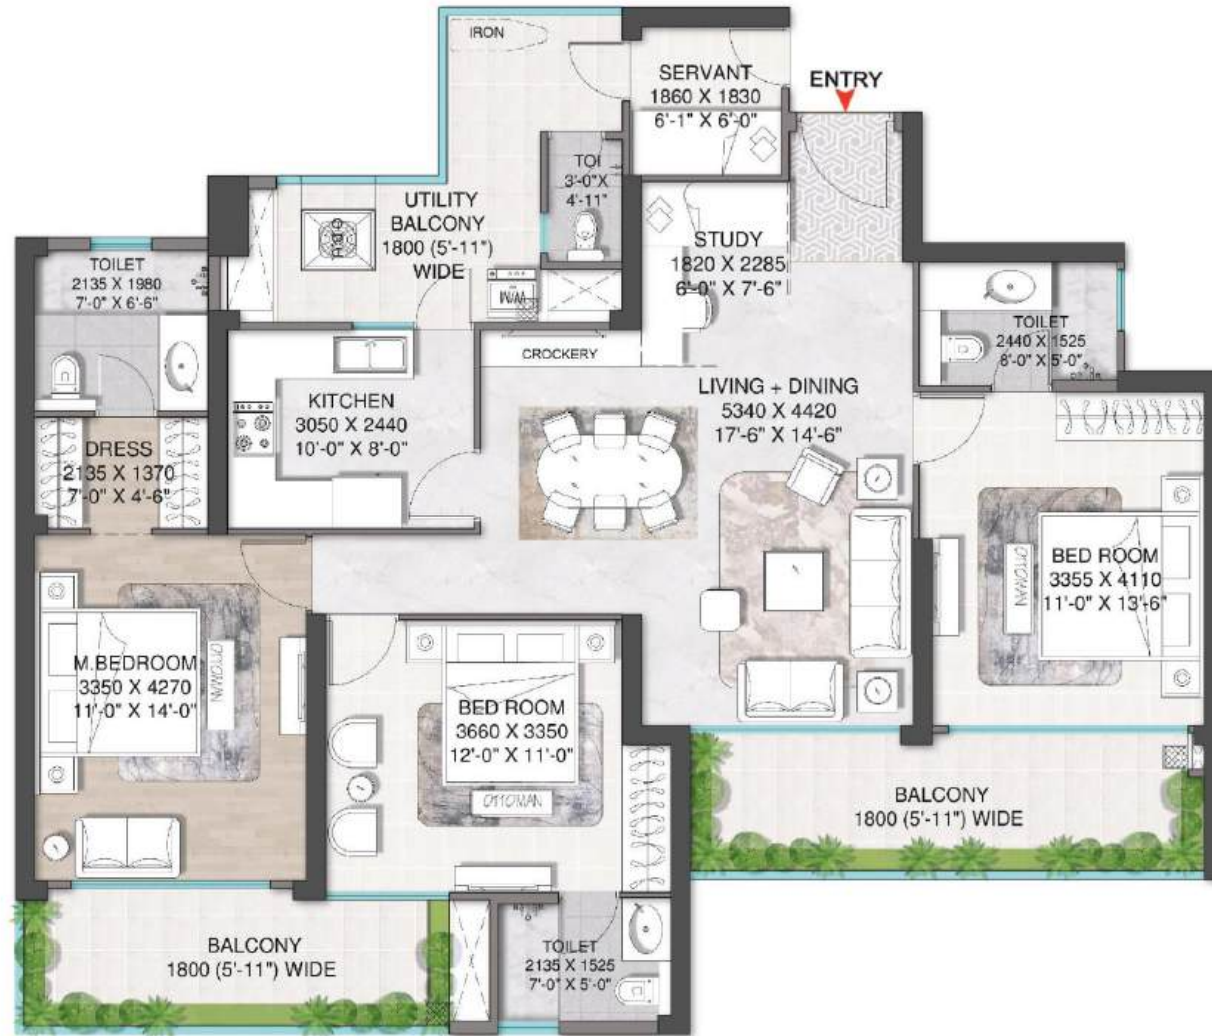 IRON
SERVANT
1860 X 1830
6'-1" X 6'-0"
ENTRY
TOI
3'-0"X
4'-11"
UTILITY
BALCONY
1800 (5'-11")
WIDE
STUDY
1820 X 2285
6'-0" X 7'-6"
TOILET
2135 X 1980
7'-0" X 6'-6"
W/M
TOILET
2440 X 1525
8'-0" X 5'-0"
CROCKERY
KITCHEN
3050 X 2440
10'-0" X 8'-0"
LIVING + DINING
5340 X 4420
17'-6" X 14'-6"
DRESS
2135 X 1370
7'-0" X 4'-6"
BED ROOM
3355 X 4110
11'-0" X 13'-6"
OTTOMAN
M.BEDROOM
3350 X 4270
11'-0" X 14'-0"
OTTOMAN
BED ROOM
3660 X 3350
12'-0" X 11'-0"
OTTOMAN
BALCONY
1800 (5'-11") WIDE
BALCONY
1800 (5'-11") WIDE
TOILET
2135 X 1525
7'-0" X 5'-0"